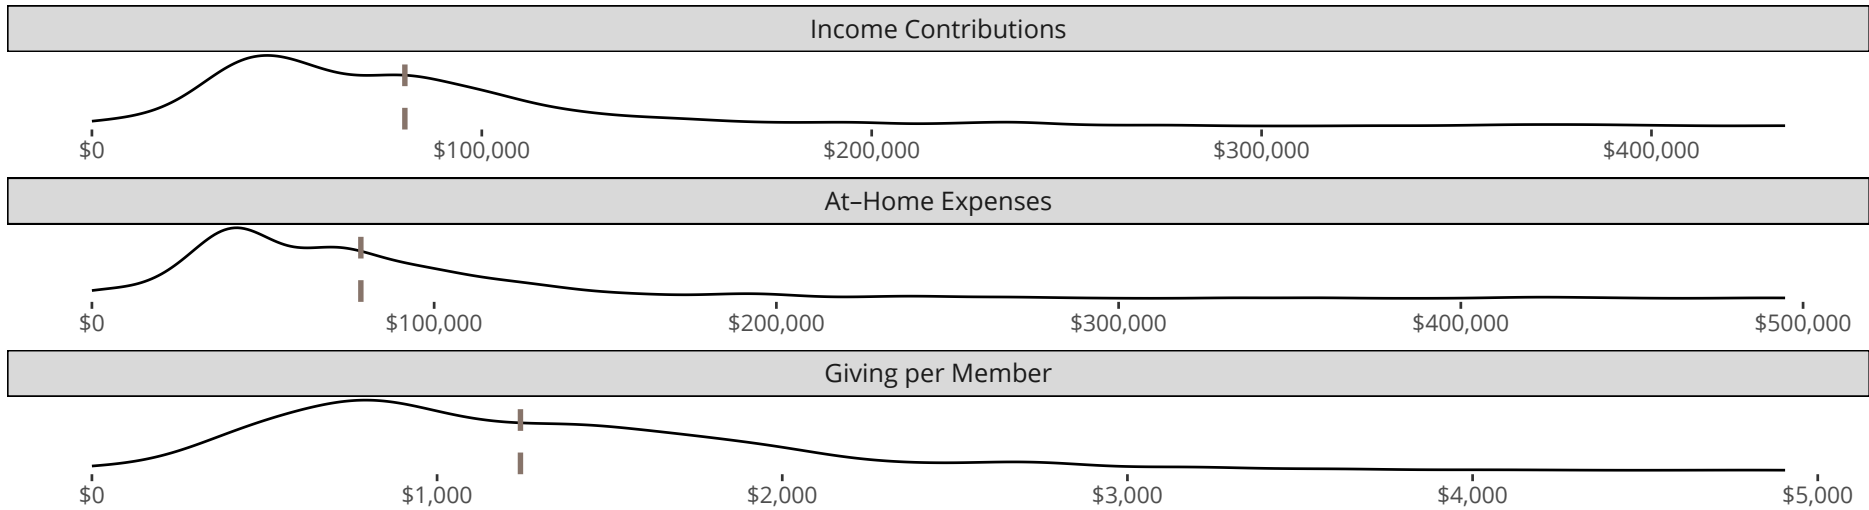 Income Contributions
$0 $100,000 $200,000 $300,000 $400,000
At–Home Expenses
$0 $100,000 $200,000 $300,000 $400,000 $500,000
Giving per Member
$0 $1,000 $2,000 $3,000 $4,000 $5,000